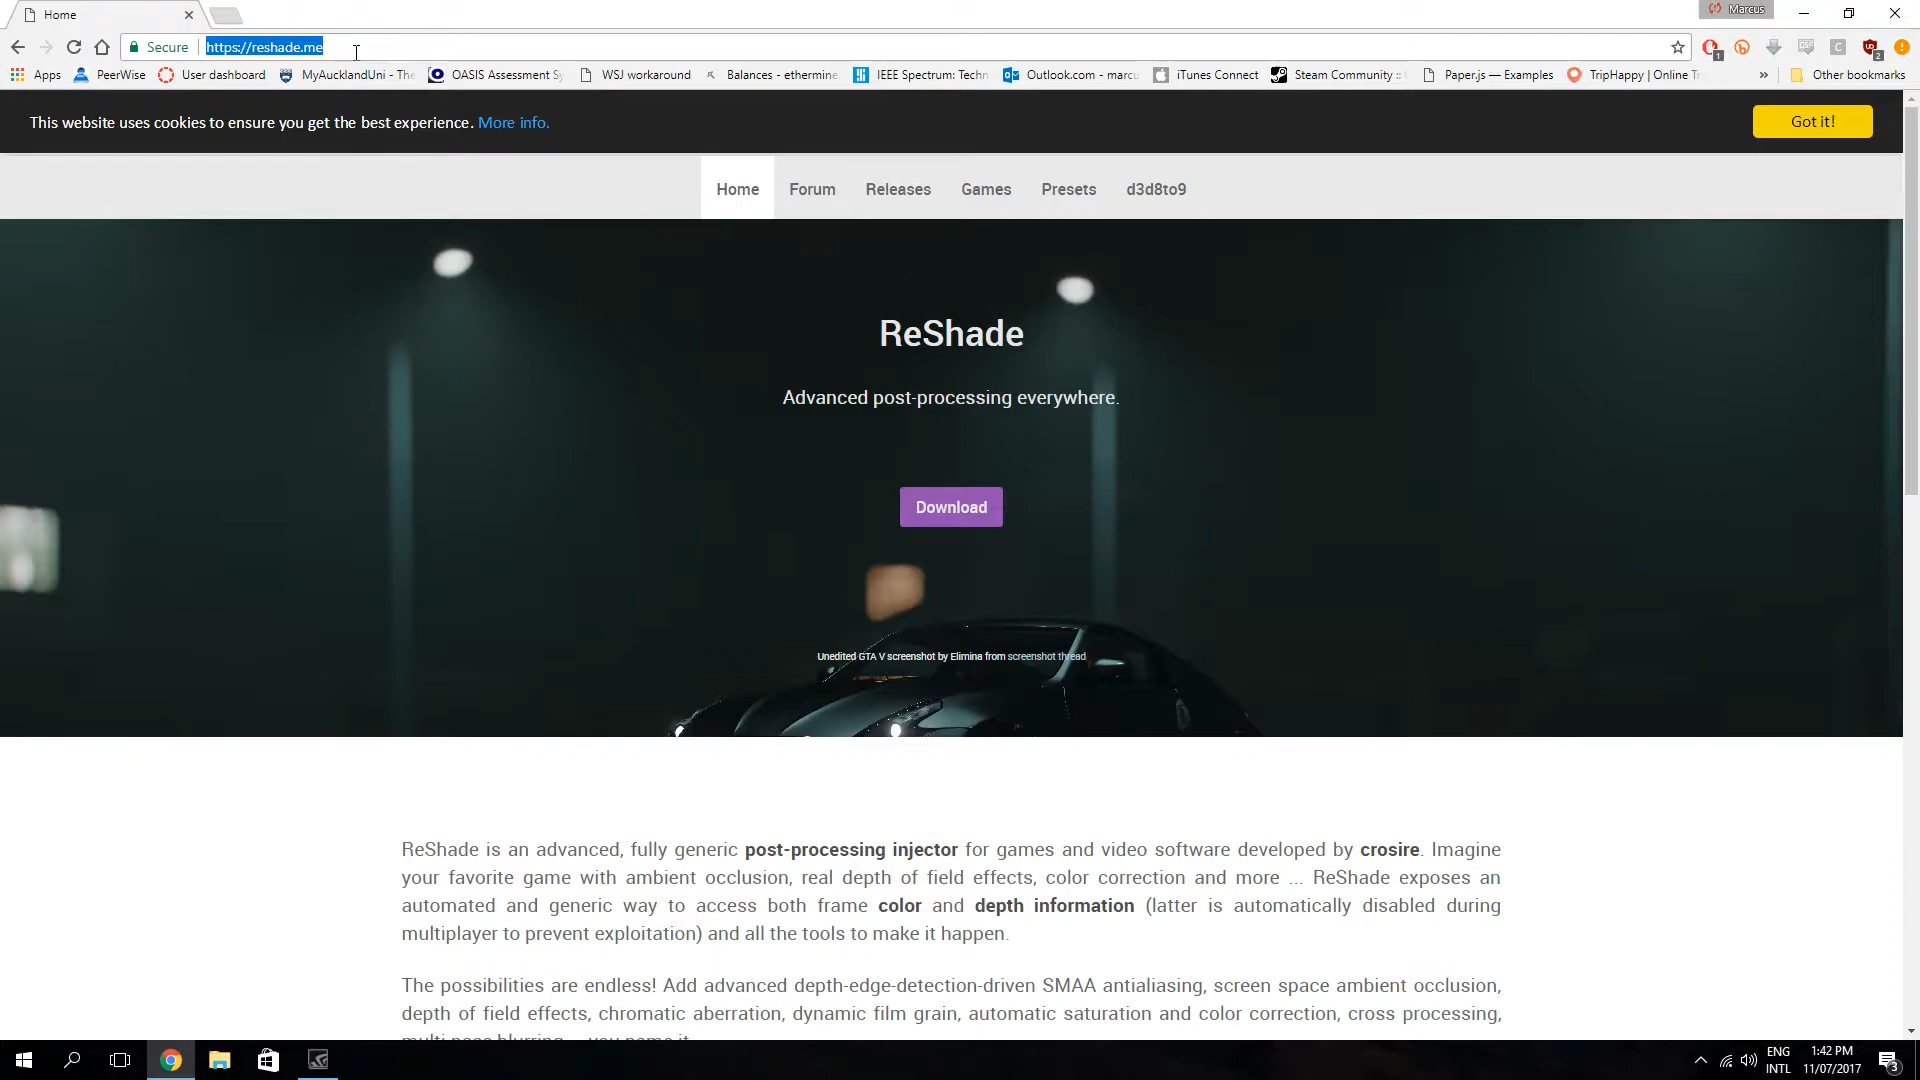 Home
Marcus
Secure
https://reshade.me
Apps PeerWise User dashboard MyAucklandUni - The OASIS Assessment Sy WSJ workaround Balances - ethermine IEEE Spectrum: Techn Outlook.com - marcu iTunes Connect Steam Community :: Paper.js — Examples TripHappy | Online T » Other bookmarks
This website uses cookies to ensure you get the best experience. More info.
Got it!
Home Forum Releases Games Presets d3d8to9
ReShade
Advanced post-processing everywhere.
Download
Unedited GTA V screenshot by Elimina from screenshot thread
ReShade is an advanced, fully generic post-processing injector for games and video software developed by crosire. Imagine
your favorite game with ambient occlusion, real depth of field effects, color correction and more ... ReShade exposes an
automated and generic way to access both frame color and depth information (latter is automatically disabled during
multiplayer to prevent exploitation) and all the tools to make it happen.
The possibilities are endless! Add advanced depth-edge-detection-driven SMAA antialiasing, screen space ambient occlusion,
depth of field effects, chromatic aberration, dynamic film grain, automatic saturation and color correction, cross processing,
multi-pass blurring ... you name it.
ENG
INTL
1:42 PM
11/07/2017
3